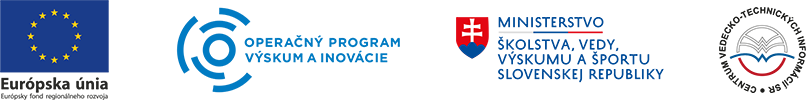 Európska únia
Európsky fond regionálneho rozvoja
OPERAČNÝ PROGRAM
VÝSKUM A INOVÁCIE
MINISTERSTVO
ŠKOLSTVA, VEDY,
VÝSKUMU A ŠPORTU
SLOVENSKEJ REPUBLIKY
CENTRUM VEDECKO-TECHNICKÝCH INFORMÁCIÍ SR